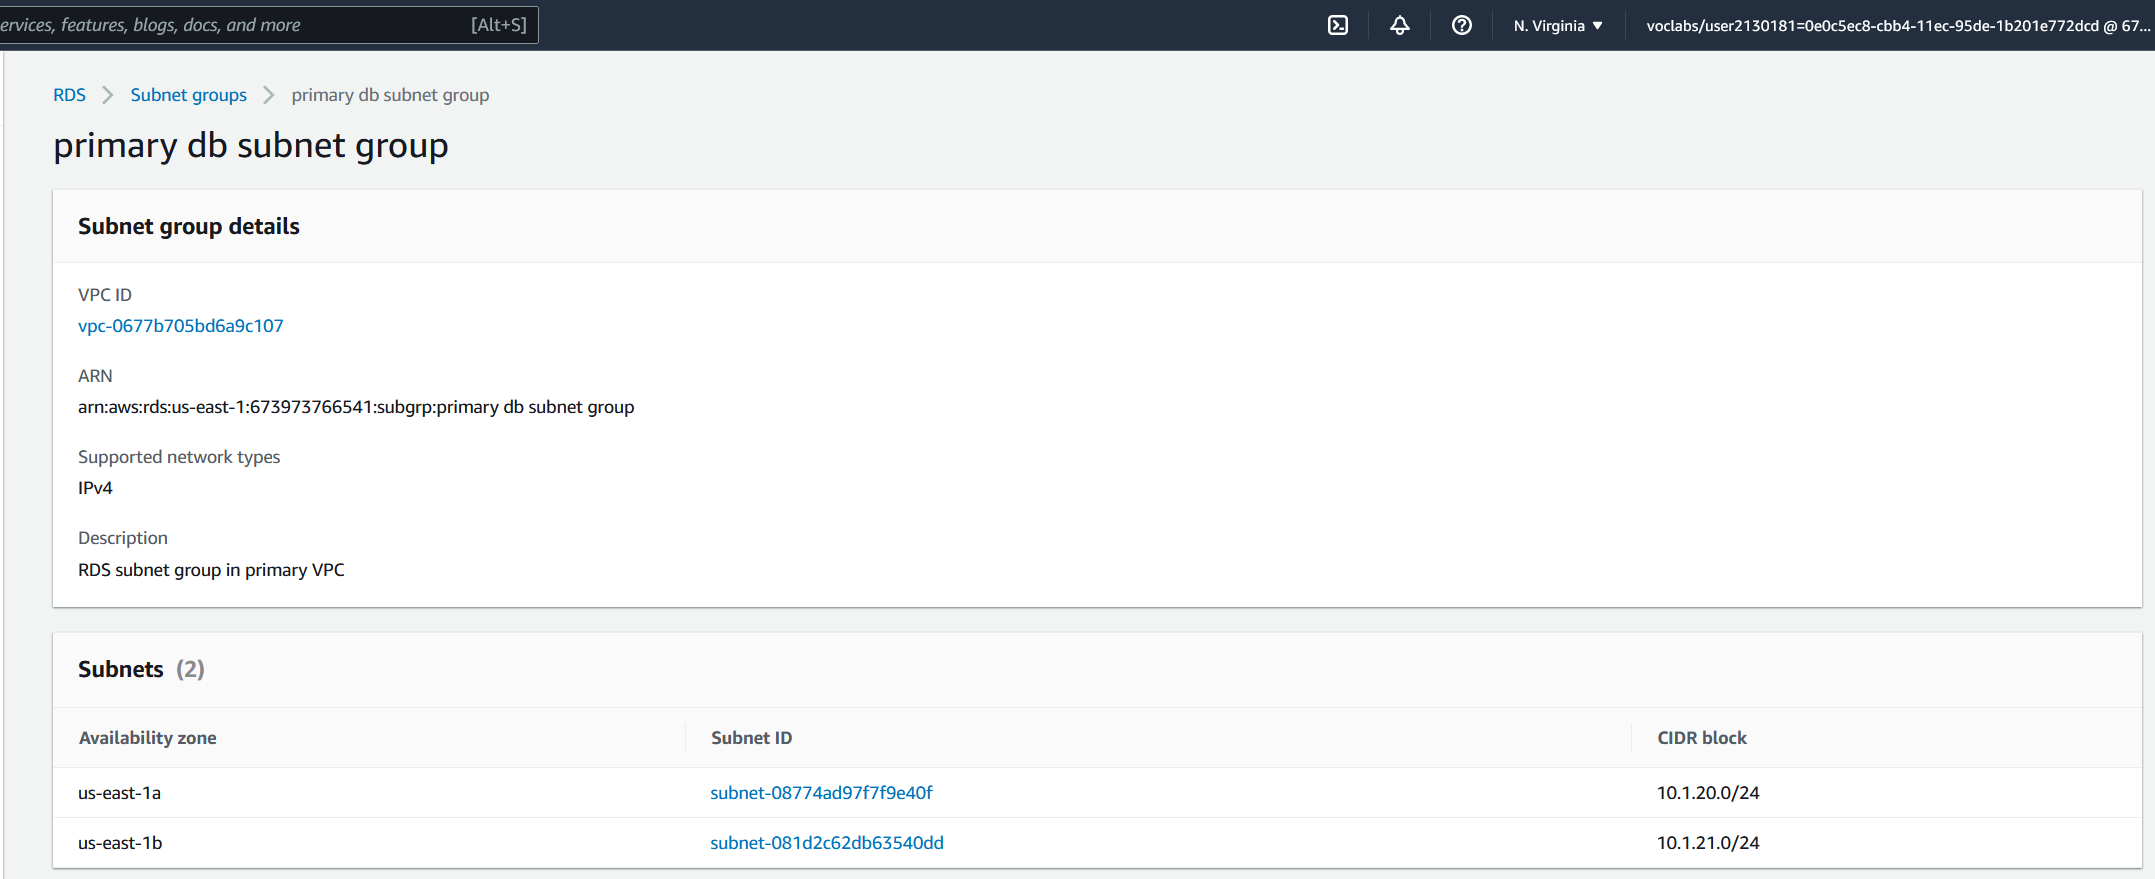 ervices, features, blogs, docs, and more [Alt+S] N. Virginia voclabs/user2130181=0e0c5ec8-cbb4-11ec-95de-1b201e772dcd @ 67...
RDS Subnet groups primary db subnet group
primary db subnet group
Subnet group details
VPC ID
vpc-0677b705bd6a9c107
ARN
arn:aws:rds:us-east-1:673973766541:subgrp:primary db subnet group
Supported network types
IPv4
Description
RDS subnet group in primary VPC
Subnets (2)
Availability zone Subnet ID CIDR block
us-east-1a subnet-08774ad97f7f9e40f 10.1.20.0/24
us-east-1b subnet-081d2c62db63540dd 10.1.21.0/24